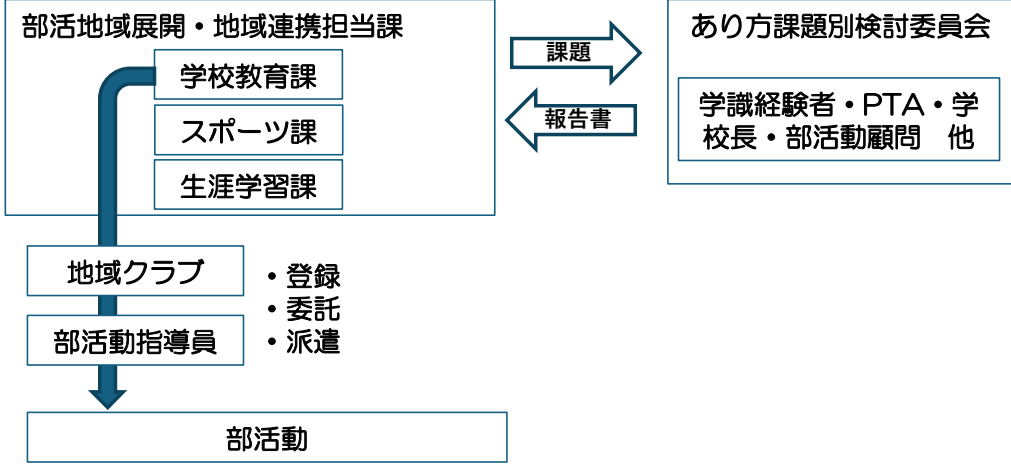 部活地域展開・地域連携担当課
学校教育課
スポーツ課
生涯学習課
課題
報告書
あり方課題別検討委員会
学識経験者・PTA・学
校長・部活動顧問　他
地域クラブ
部活動指導員
・登録
・委託
・派遣
部活動